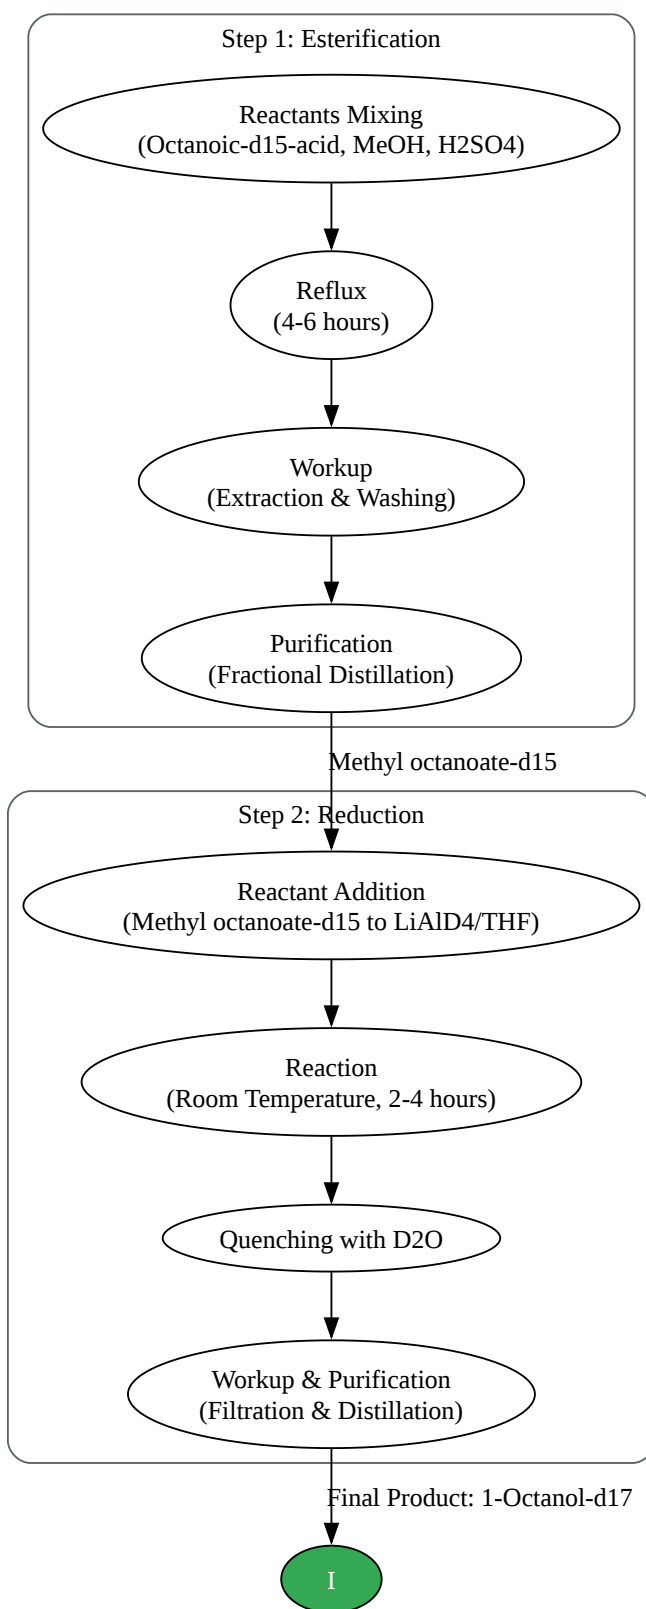 Step 1: Esterification
Reactants Mixing
(Octanoic-d15-acid, MeOH, H2SO4)
Reflux
(4-6 hours)
Workup
(Extraction & Washing)
Purification
(Fractional Distillation)
Methyl octanoate-d15
Step 2: Reduction
Reactant Addition
(Methyl octanoate-d15 to LiAlD4/THF)
Reaction
(Room Temperature, 2-4 hours)
Quenching with D2O
Workup & Purification
(Filtration & Distillation)
Final Product: 1-Octanol-d17
I